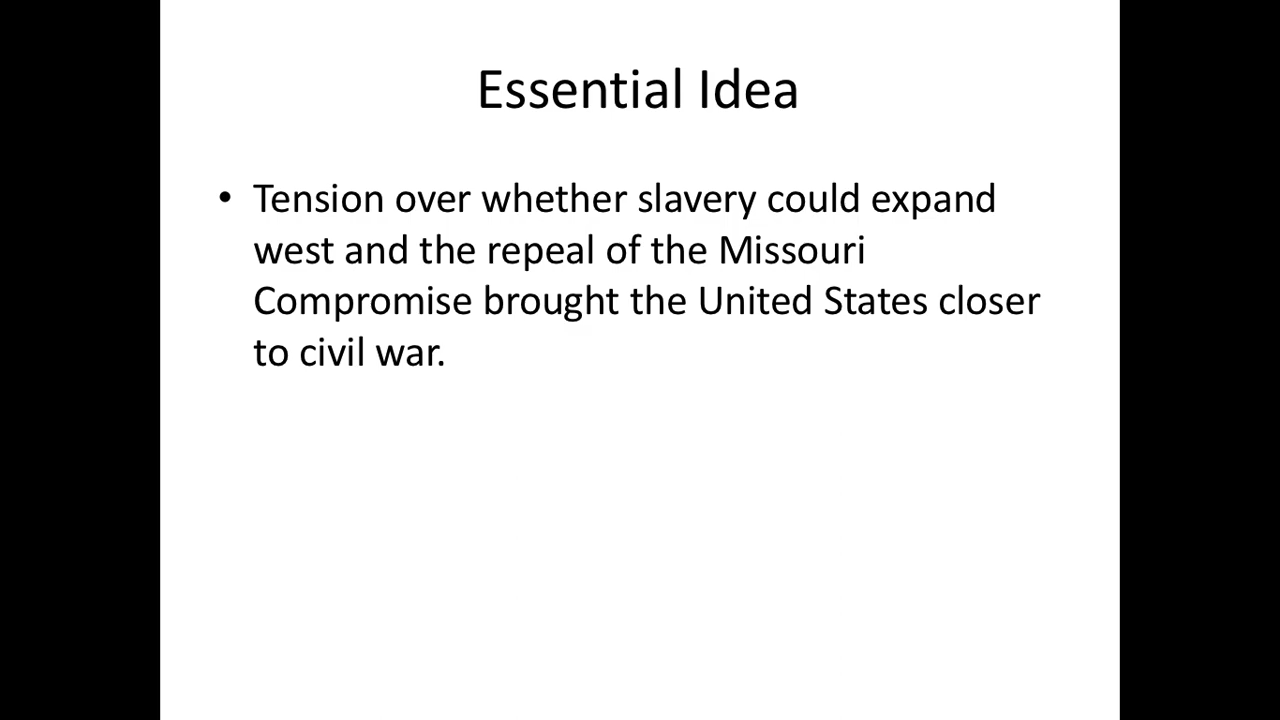 Essential Idea
• Tension over whether slavery could expand
west and the repeal of the Missouri
Compromise brought the United States closer
to civil war.